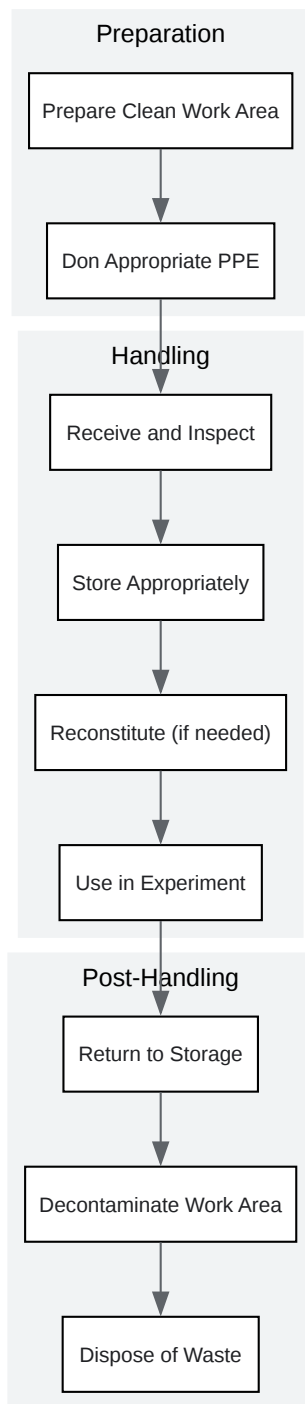 Preparation
Prepare Clean Work Area
Don Appropriate PPE
Handling
Receive and Inspect
Store Appropriately
Reconstitute (if needed)
Use in Experiment
Post-Handling
Return to Storage
Decontaminate Work Area
Dispose of Waste